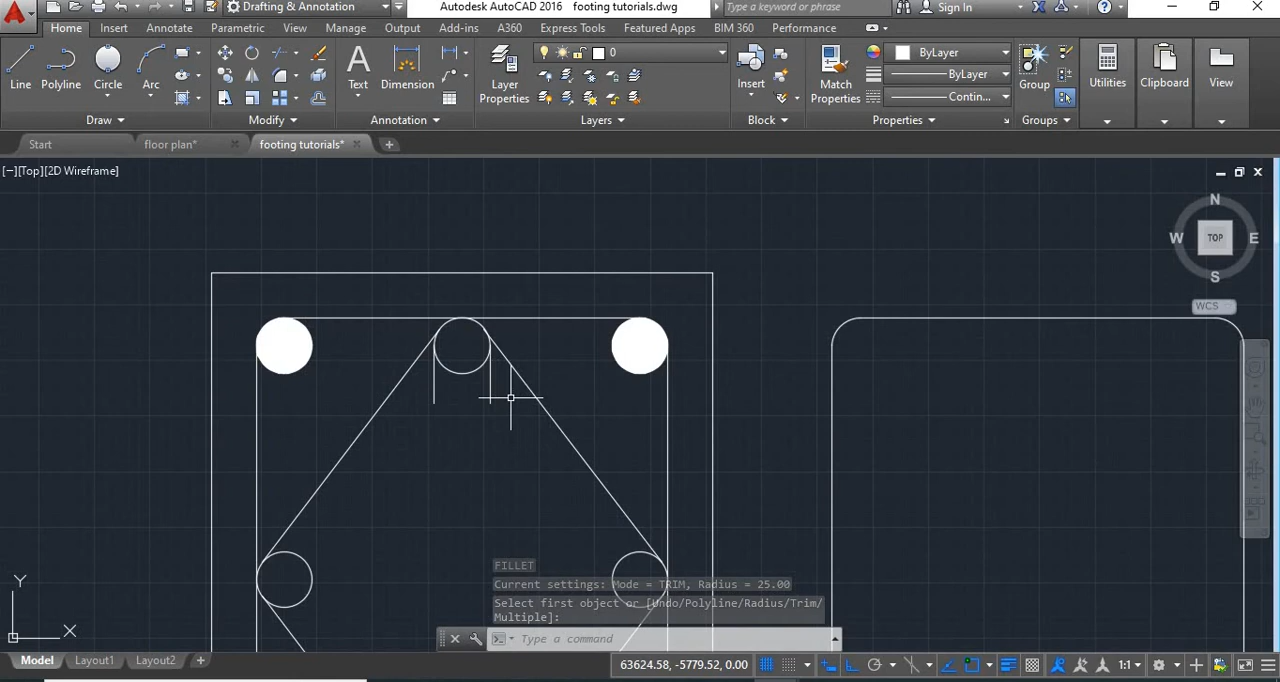 Drafting & Annotation
Autodesk AutoCAD 2016 footing tutorials.dwg
Type a keyword or phrase
Sign In
Home Insert Annotate Parametric View Manage Output Add-ins A360 Express Tools Featured Apps BIM 360 Performance
Line Polyline Circle Arc
Text Dimension
Layer Properties
0
Insert
Match Properties
ByLayer
ByLayer
Contin...
Group
Utilities
Clipboard
View
Draw Modify Annotation Layers Block Properties Groups
Start floor plan* footing tutorials*
[−][Top][2D Wireframe]
N
W TOP E
S
WCS
Y
X
FILLET
Current settings: Mode = TRIM, Radius = 25.00
Select first object or [Undo/Polyline/Radius/Trim/
Multiple]:
Type a command
Model Layout1 Layout2
63624.58, -5779.52, 0.00
1:1